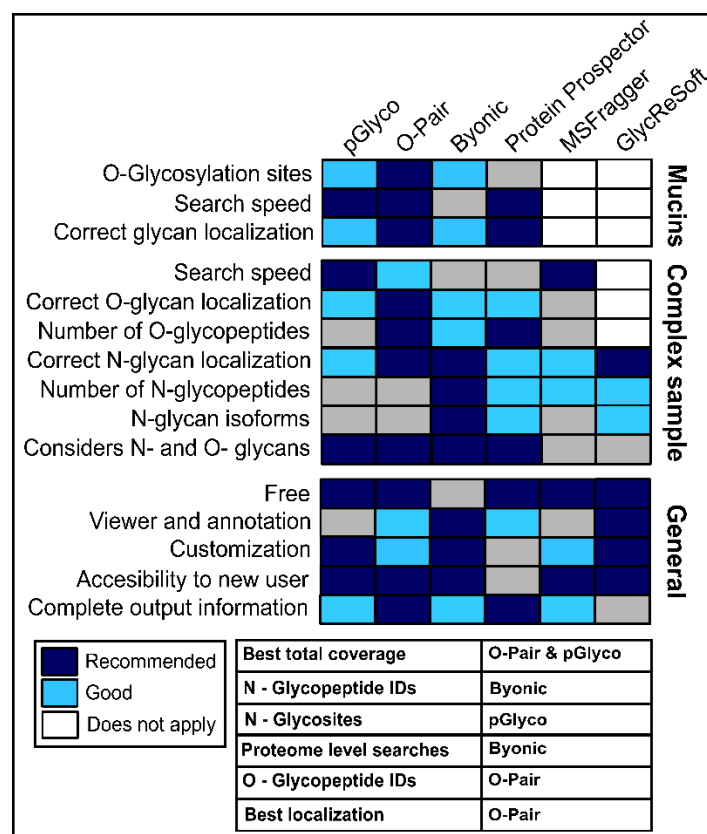 pGlyco
O-Pair
Byonic
Protein Prospector
MSFragger
GlycReSoft
O-Glycosylation sites
Search speed
Correct glycan localization
Mucins
Search speed
Correct O-glycan localization
Number of O-glycopeptides
Correct N-glycan localization
Number of N-glycopeptides
N-glycan isoforms
Considers N- and O- glycans
Complex sample
Free
Viewer and annotation
Customization
Accesibility to new user
Complete output information
General
Recommended
Good
Does not apply
Best total coverage O-Pair & pGlyco
N - Glycopeptide IDs Byonic
N - Glycosites pGlyco
Proteome level searches Byonic
O - Glycopeptide IDs O-Pair
Best localization O-Pair